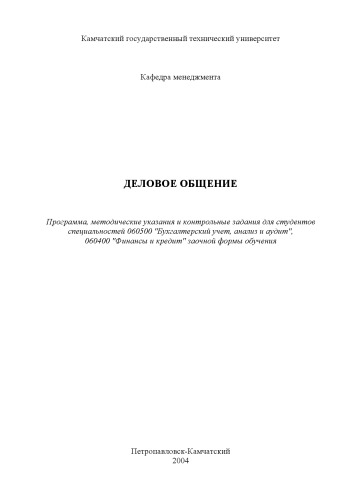 Камчатский государственный технический университет
Кафедра менеджмента
ДЕЛОВОЕ ОБЩЕНИЕ
Программа, методические указания и контрольные задания для студентов
специальностей 060500 "Бухгалтерский учет, анализ и аудит",
060400 "Финансы и кредит" заочной формы обучения
Петропавловск-Камчатский
2004